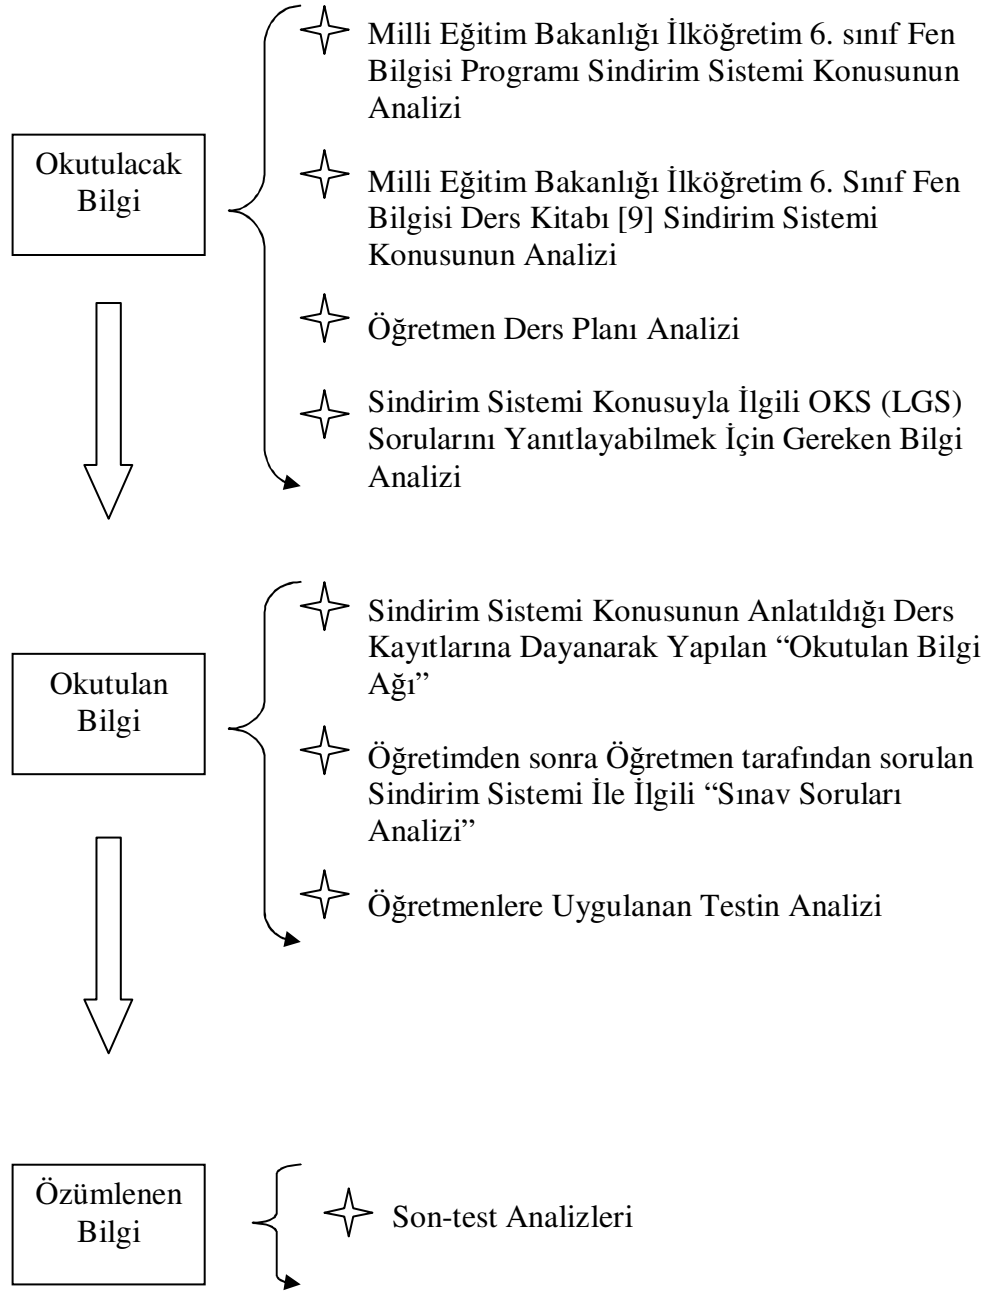 Okutulacak
Bilgi
Milli Eğitim Bakanlığı İlköğretim 6. sınıf Fen
Bilgisi Programı Sindirim Sistemi Konusunun
Analizi
Milli Eğitim Bakanlığı İlköğretim 6. Sınıf Fen
Bilgisi Ders Kitabı [9] Sindirim Sistemi
Konusunun Analizi
Öğretmen Ders Planı Analizi
Sindirim Sistemi Konusuyla İlgili OKS (LGS)
Sorularını Yanıtlayabilmek İçin Gereken Bilgi
Analizi
Okutulan
Bilgi
Sindirim Sistemi Konusunun Anlatıldığı Ders
Kayıtlarına Dayanarak Yapılan “Okutulan Bilgi
Ağı”
Öğretimden sonra Öğretmen tarafından sorulan
Sindirim Sistemi İle İlgili “Sınav Soruları
Analizi”
Öğretmenlere Uygulanan Testin Analizi
Özümlenen
Bilgi
Son-test Analizleri